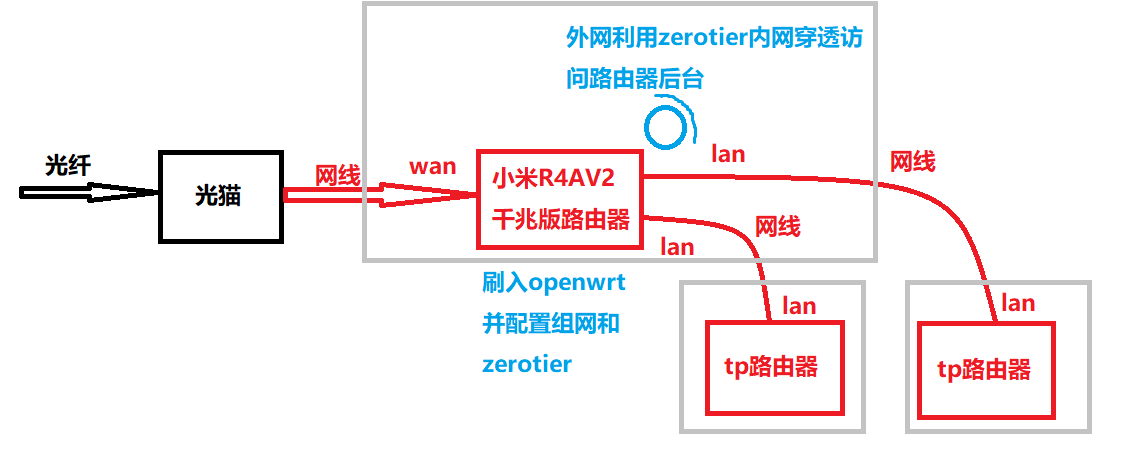 外网利用zerotier内网穿透访
问路由器后台
光纤
光猫
网线
wan
小米R4AV2
千兆版路由器
lan
网线
lan
网线
刷入openwrt
并配置组网和
zerotier
lan
tp路由器
lan
tp路由器